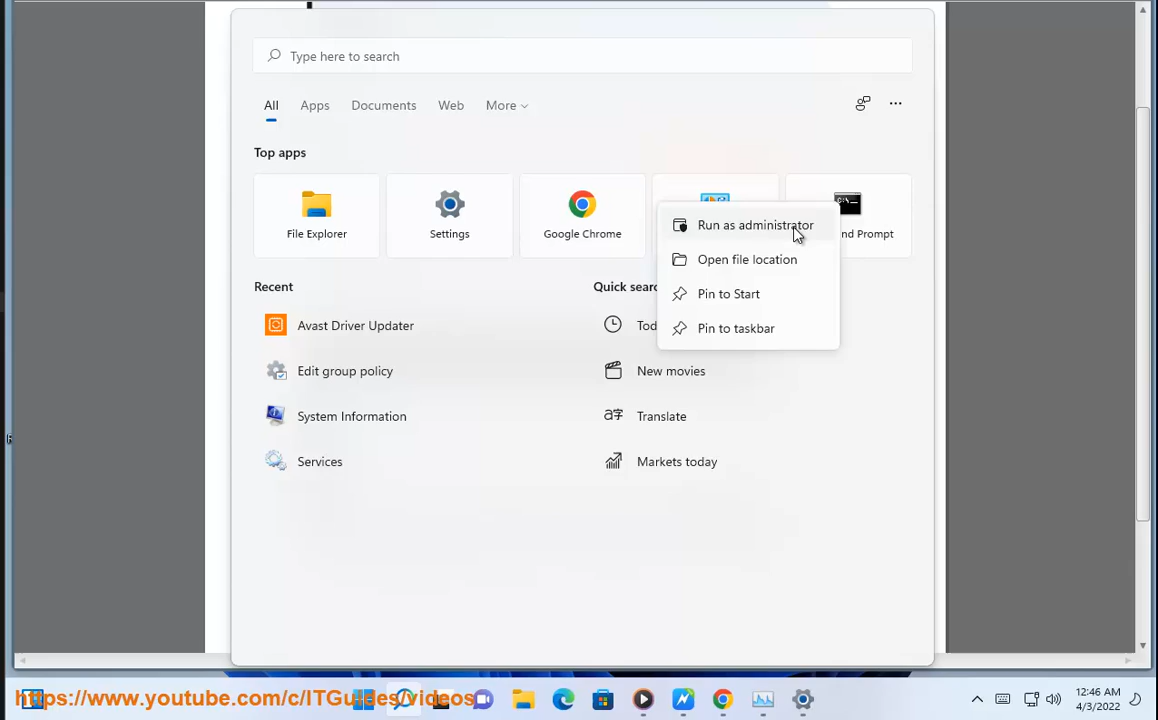 Type here to search
All Apps Documents Web More
Top apps
File Explorer
Settings
Google Chrome
nd Prompt
Run as administrator
Open file location
Pin to Start
Pin to taskbar
Recent
Quick searc
Avast Driver Updater
Edit group policy
System Information
Services
Tod
New movies
Translate
Markets today
https://www.youtube.com/c/ITGuides/videos
12:46 AM
4/3/2022